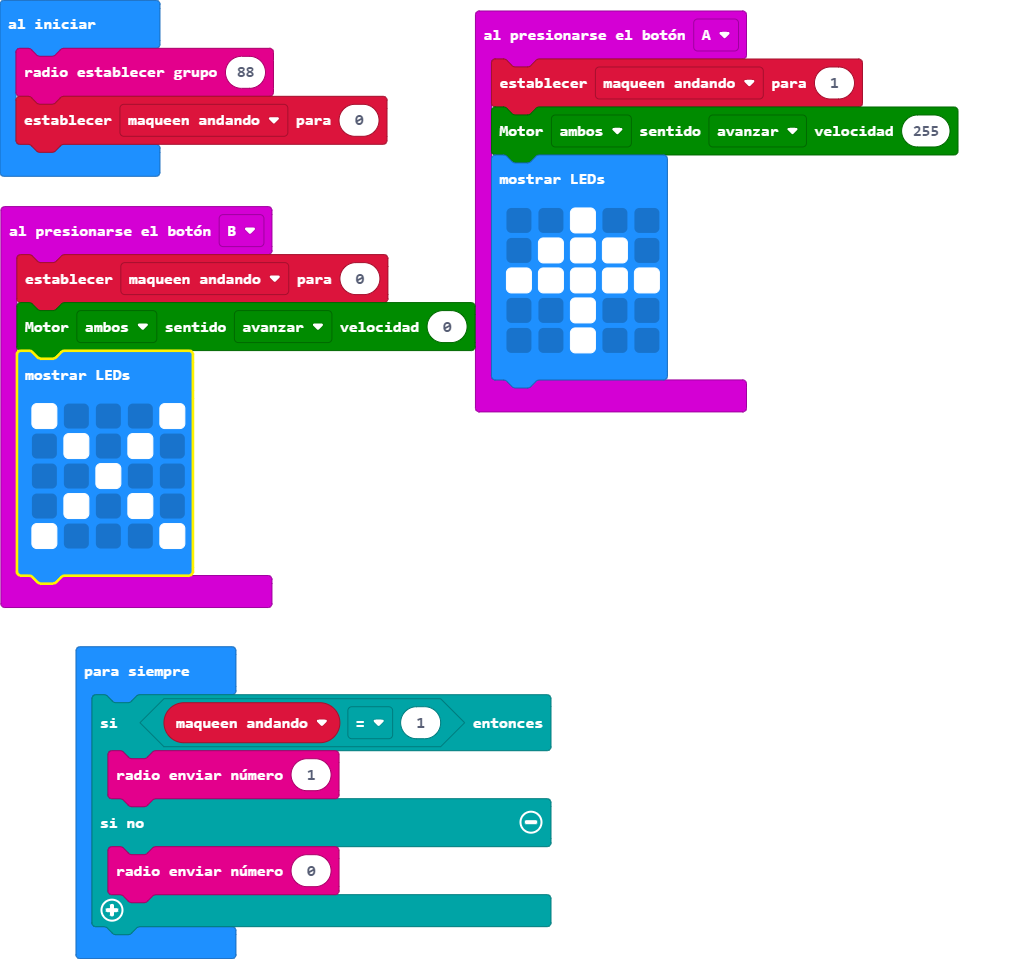 al iniciar
radio establecer grupo 88
establecer maqueen andando para 0
al presionarse el botón A
establecer maqueen andando para 1
Motor ambos sentido avanzar velocidad 255
mostrar LEDs
al presionarse el botón B
establecer maqueen andando para 0
Motor ambos sentido avanzar velocidad 0
mostrar LEDs
para siempre
si maqueen andando = 1 entonces
radio enviar número 1
si no
radio enviar número 0